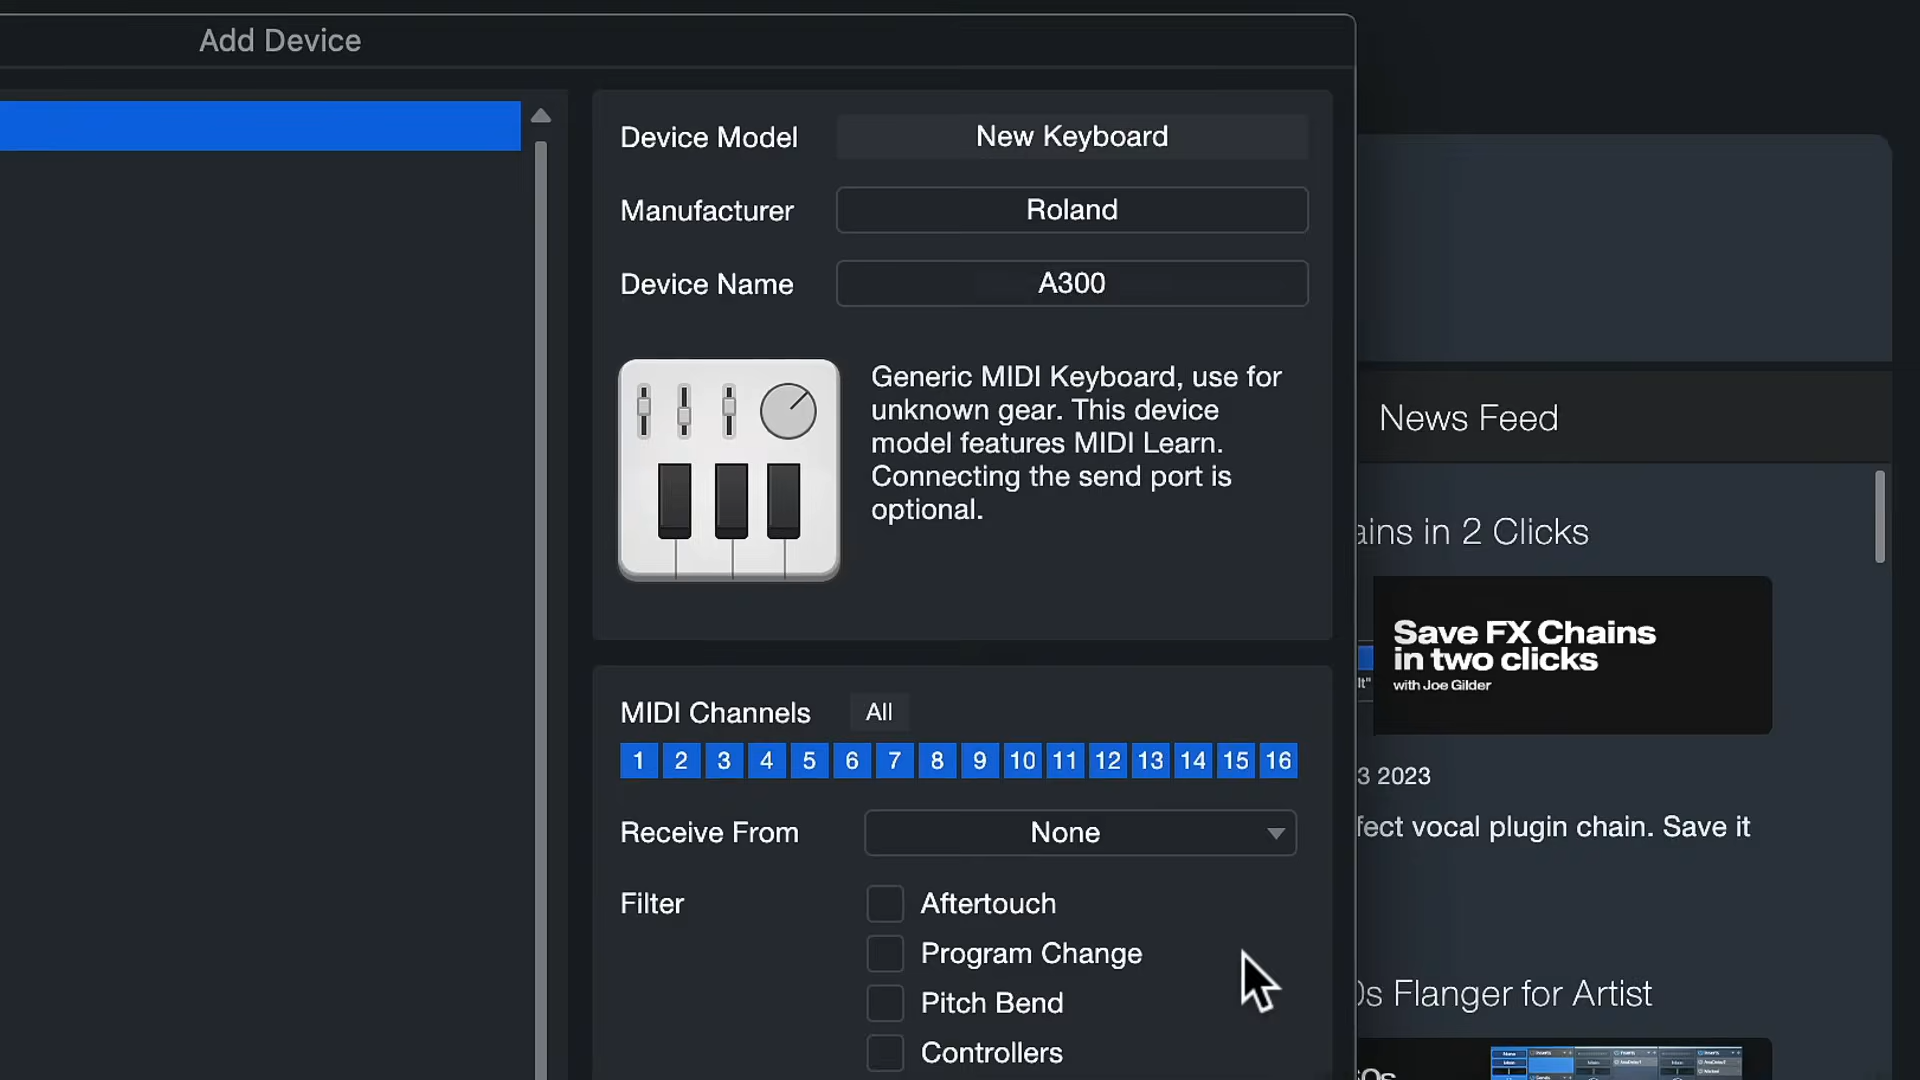 Add Device
Device Model
New Keyboard
Manufacturer
Roland
Device Name
A300
Generic MIDI Keyboard, use for
unknown gear. This device
model features MIDI Learn.
Connecting the send port is
optional.
MIDI Channels
All
1 2 3 4 5 6 7 8 9 10 11 12 13 14 15 16
Receive From
None
Filter
Aftertouch
Program Change
Pitch Bend
Controllers
News Feed
ains in 2 Clicks
Save FX Chains
in two clicks
with Joe Gilder
It"
3 2023
fect vocal plugin chain. Save it
0s Flanger for Artist